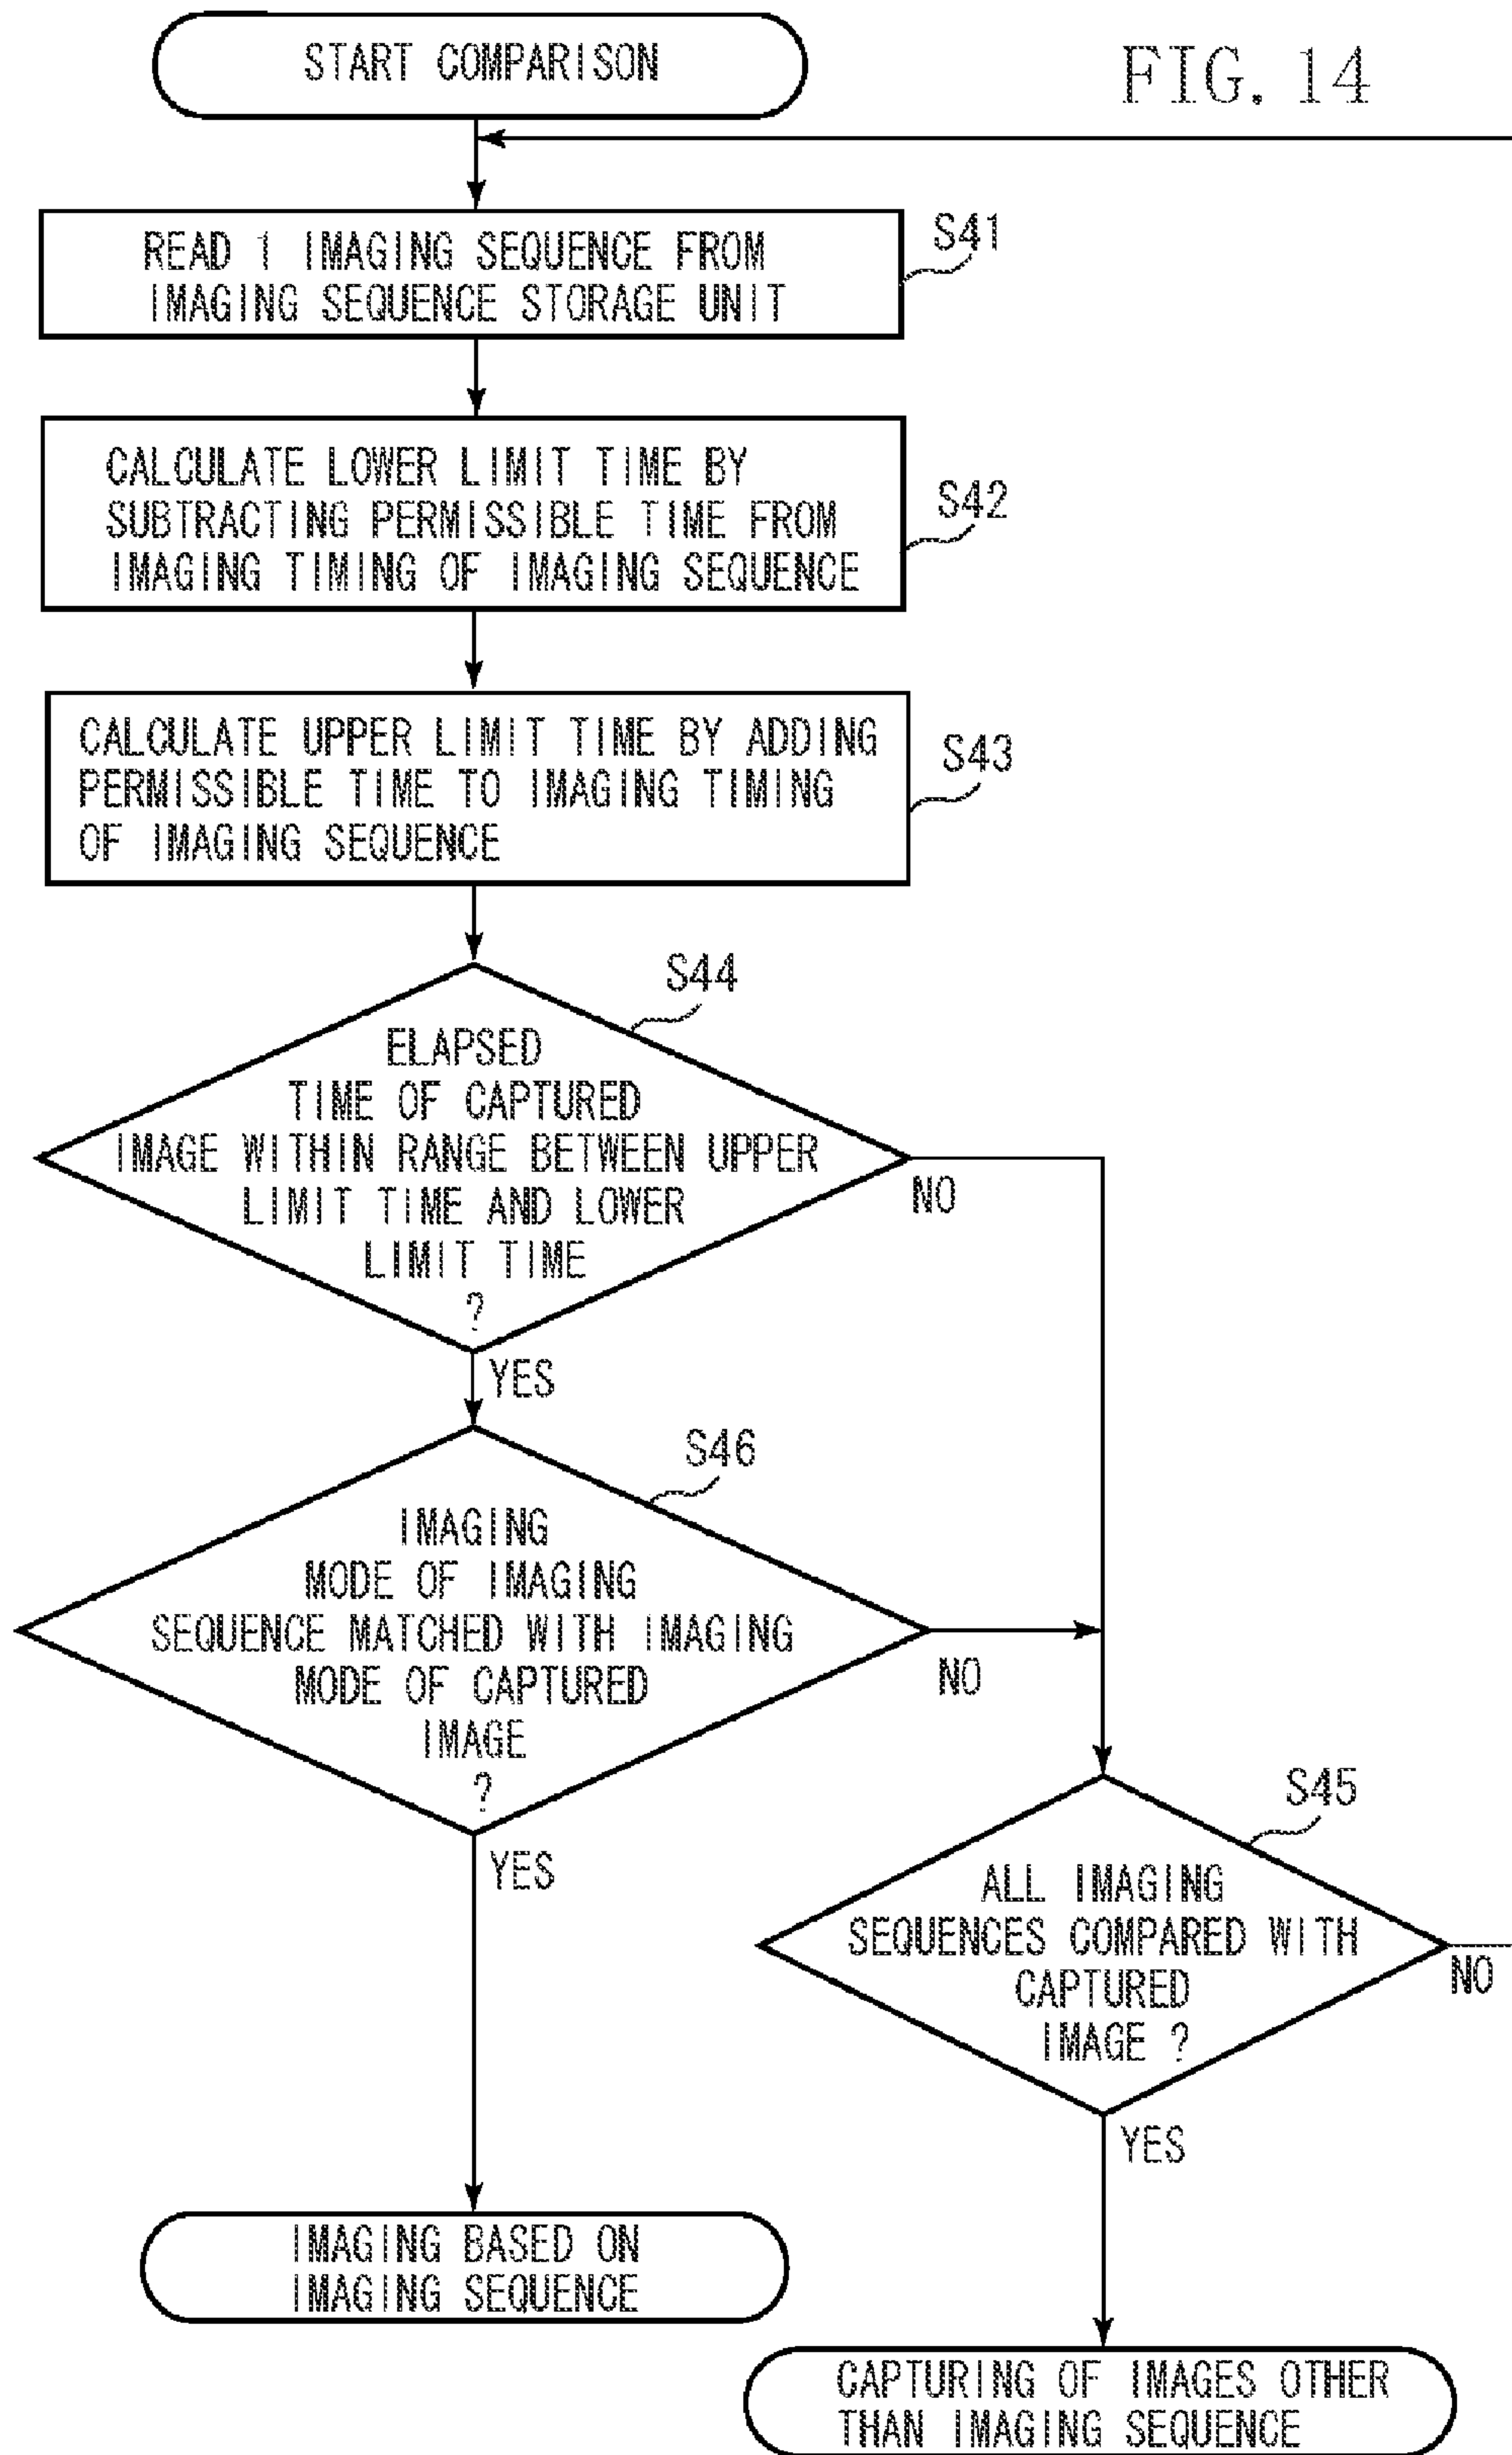 START COMPARISON
FIG. 14
READ 1 IMAGING SEQUENCE FROM
IMAGING SEQUENCE STORAGE UNIT
S41
CALCULATE LOWER LIMIT TIME BY
SUBTRACTING PERMISSIBLE TIME FROM
IMAGING TIMING OF IMAGING SEQUENCE
S42
CALCULATE UPPER LIMIT TIME BY ADDING
PERMISSIBLE TIME TO IMAGING TIMING
OF IMAGING SEQUENCE
S43
S44
ELAPSED
TIME OF CAPTURED
IMAGE WITHIN RANGE BETWEEN UPPER
LIMIT TIME AND LOWER
LIMIT TIME
?
NO
YES
S46
IMAGING
MODE OF IMAGING
SEQUENCE MATCHED WITH IMAGING
MODE OF CAPTURED
IMAGE
?
NO
YES
S45
ALL IMAGING
SEQUENCES COMPARED WITH
CAPTURED
IMAGE ?
NO
YES
IMAGING BASED ON
IMAGING SEQUENCE
CAPTURING OF IMAGES OTHER
THAN IMAGING SEQUENCE